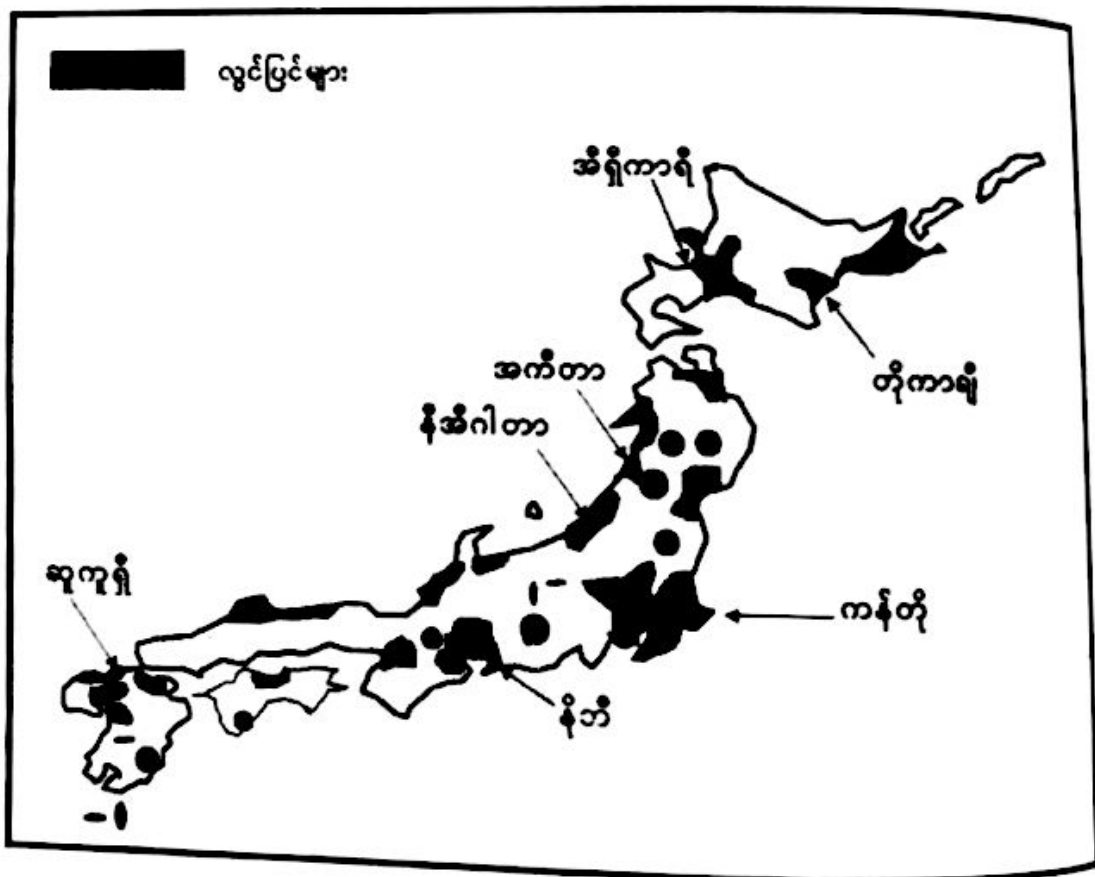 လွင်ပြင်များ
အီရှီကာရီ
တိုကာချီ
အကီတာ
နီအီဂါတာ
ဆူကူရှီ
ကန်တို
နိုဘီ